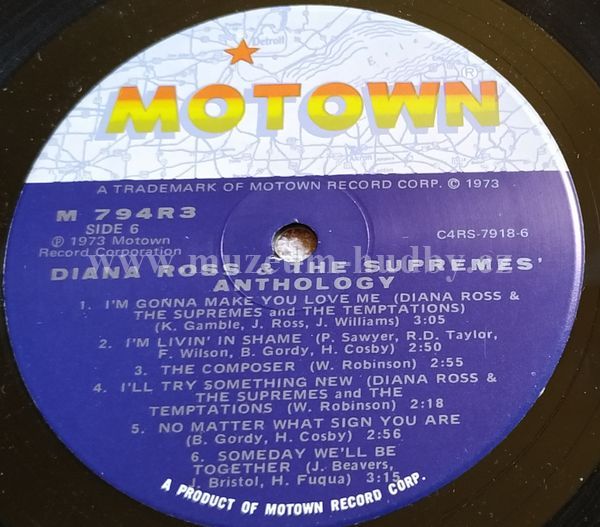 Detroit
MOTOWN®
A TRADEMARK OF MOTOWN RECORD CORP. © 1973
M 794R3
SIDE 6
℗ 1973 Motown
Record Corporation
C4RS-7918-6
www.muzeum-hudby.cz
DIANA ROSS & THE SUPREMES'
ANTHOLOGY
1. I'M GONNA MAKE YOU LOVE ME (DIANA ROSS &
THE SUPREMES and THE TEMPTATIONS)
(K. Gamble, J. Ross, J. Williams) 3:05
2. I'M LIVIN' IN SHAME (P. Sawyer, R.D. Taylor,
F. Wilson, B. Gordy, H. Cosby) 2:50
3. THE COMPOSER (W. Robinson) 2:55
4. I'LL TRY SOMETHING NEW (DIANA ROSS &
THE SUPREMES and THE
TEMPTATIONS (W. Robinson) 2:18
5. NO MATTER WHAT SIGN YOU ARE
(B. Gordy, H. Cosby) 2:56
6. SOMEDAY WE'LL BE
TOGETHER (J. Beavers,
J. Bristol, H. Fuqua) 3:15
A PRODUCT OF MOTOWN RECORD CORP.